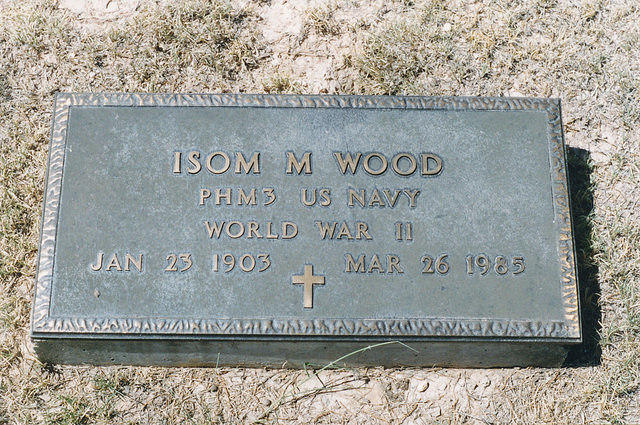 ISOM M WOOD
PHM3 US NAVY
WORLD WAR II
JAN 23 1903 MAR 26 1985